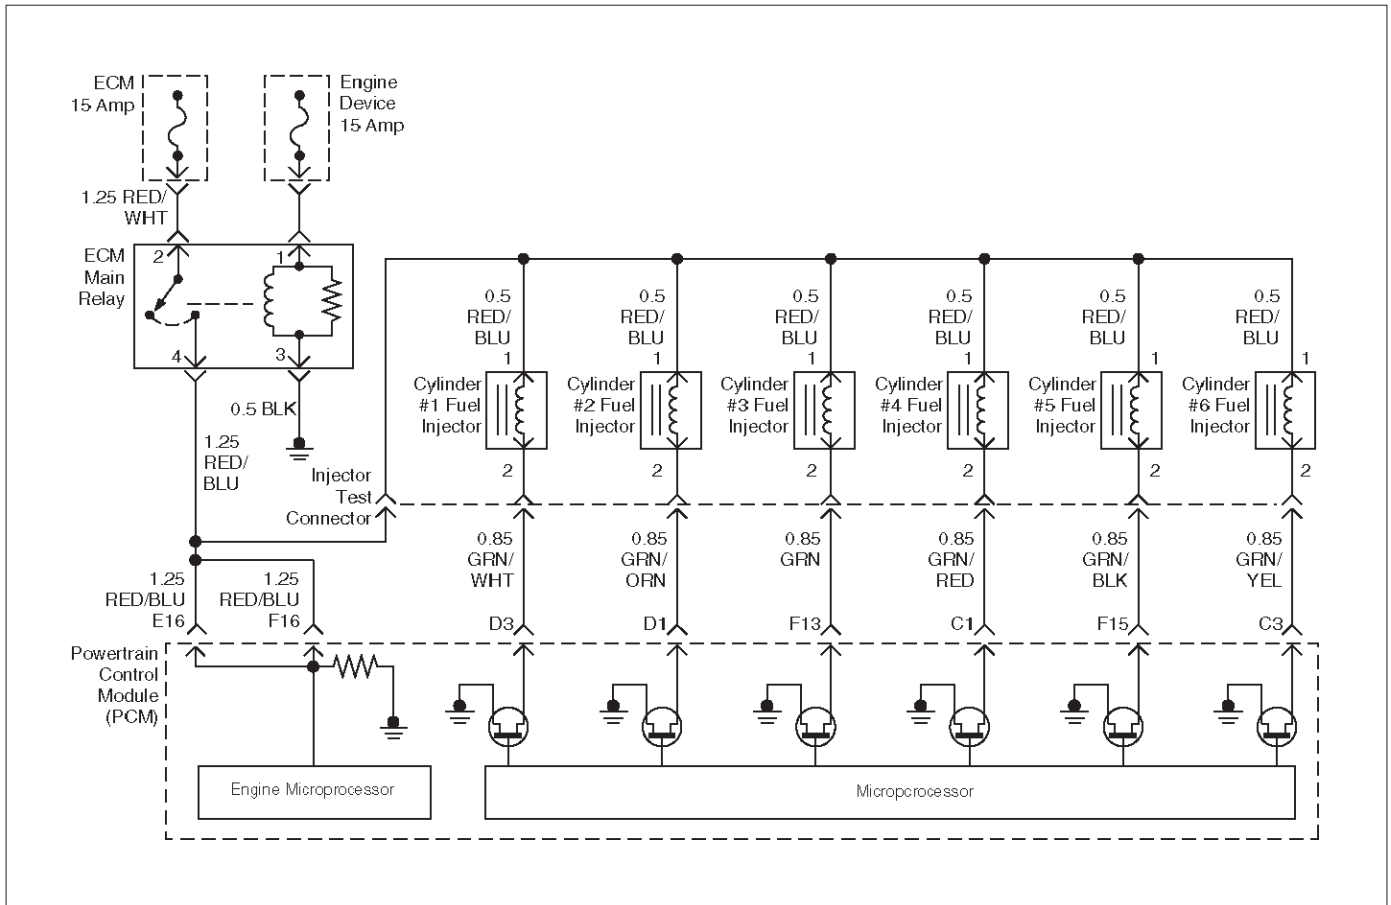 ECM
15 Amp
Engine
Device
15 Amp
1.25 RED/
WHT
ECM
Main
Relay
2
1
4
3
0.5 BLK
1.25
RED/
BLU
Injector
Test
Connector
0.5
RED/
BLU
0.5
RED/
BLU
0.5
RED/
BLU
0.5
RED/
BLU
0.5
RED/
BLU
0.5
RED/
BLU
1
1
1
1
1
1
Cylinder
#1 Fuel
Injector
Cylinder
#2 Fuel
Injector
Cylinder
#3 Fuel
Injector
Cylinder
#4 Fuel
Injector
Cylinder
#5 Fuel
Injector
Cylinder
#6 Fuel
Injector
2
2
2
2
2
2
0.85
GRN/
WHT
0.85
GRN/
ORN
0.85
GRN
0.85
GRN/
RED
0.85
GRN/
BLK
0.85
GRN/
YEL
1.25
RED/BLU
E16
1.25
RED/BLU
F16
D3
D1
F13
C1
F15
C3
Powertrain
Control
Module
(PCM)
Engine Microprocessor
Micropcrocessor